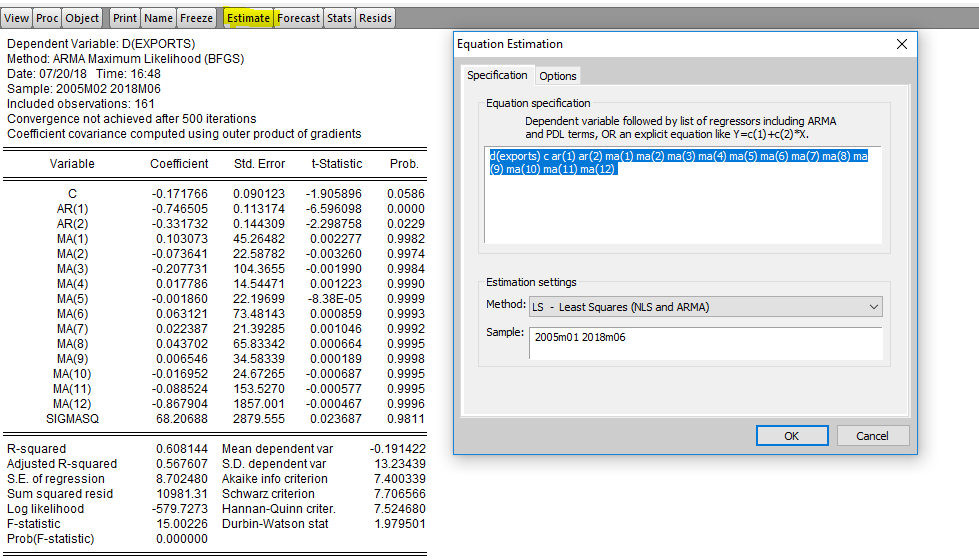 View Proc Object Print Name Freeze Estimate Forecast Stats Resids
Dependent Variable: D(EXPORTS)
Method: ARMA Maximum Likelihood (BFGS)
Date: 07/20/18 Time: 16:48
Sample: 2005M02 2018M06
Included observations: 161
Convergence not achieved after 500 iterations
Coefficient covariance computed using outer product of gradients
Variable Coefficient Std. Error t-Statistic Prob.
C -0.171766 0.090123 -1.905896 0.0586
AR(1) -0.746505 0.113174 -6.596098 0.0000
AR(2) -0.331732 0.144309 -2.298758 0.0229
MA(1) 0.103073 45.26482 0.002277 0.9982
MA(2) -0.073641 22.58782 -0.003260 0.9974
MA(3) -0.207731 104.3655 -0.001990 0.9984
MA(4) 0.017786 14.54471 0.001223 0.9990
MA(5) -0.001860 22.19699 -8.38E-05 0.9999
MA(6) 0.063121 73.48143 0.000859 0.9993
MA(7) 0.022387 21.39285 0.001046 0.9992
MA(8) 0.043702 65.83342 0.000664 0.9995
MA(9) 0.006546 34.58339 0.000189 0.9998
MA(10) -0.016952 24.67265 -0.000687 0.9995
MA(11) -0.088524 153.5270 -0.000577 0.9995
MA(12) -0.867904 1857.001 -0.000467 0.9996
SIGMASQ 68.20688 2879.555 0.023687 0.9811
R-squared 0.608144 Mean dependent var -0.191422
Adjusted R-squared 0.567607 S.D. dependent var 13.23439
S.E. of regression 8.702480 Akaike info criterion 7.400339
Sum squared resid 10981.31 Schwarz criterion 7.706566
Log likelihood -579.7273 Hannan-Quinn criter. 7.524680
F-statistic 15.00226 Durbin-Watson stat 1.979501
Prob(F-statistic) 0.000000
Equation Estimation
Specification Options
Equation specification
Dependent variable followed by list of regressors including ARMA
and PDL terms, OR an explicit equation like Y=c(1)+c(2)*X.
d(exports) c ar(1) ar(2) ma(1) ma(2) ma(3) ma(4) ma(5) ma(6) ma(7) ma(8) ma
(9) ma(10) ma(11) ma(12)
Estimation settings
Method: LS - Least Squares (NLS and ARMA)
Sample: 2005m01 2018m06
OK Cancel